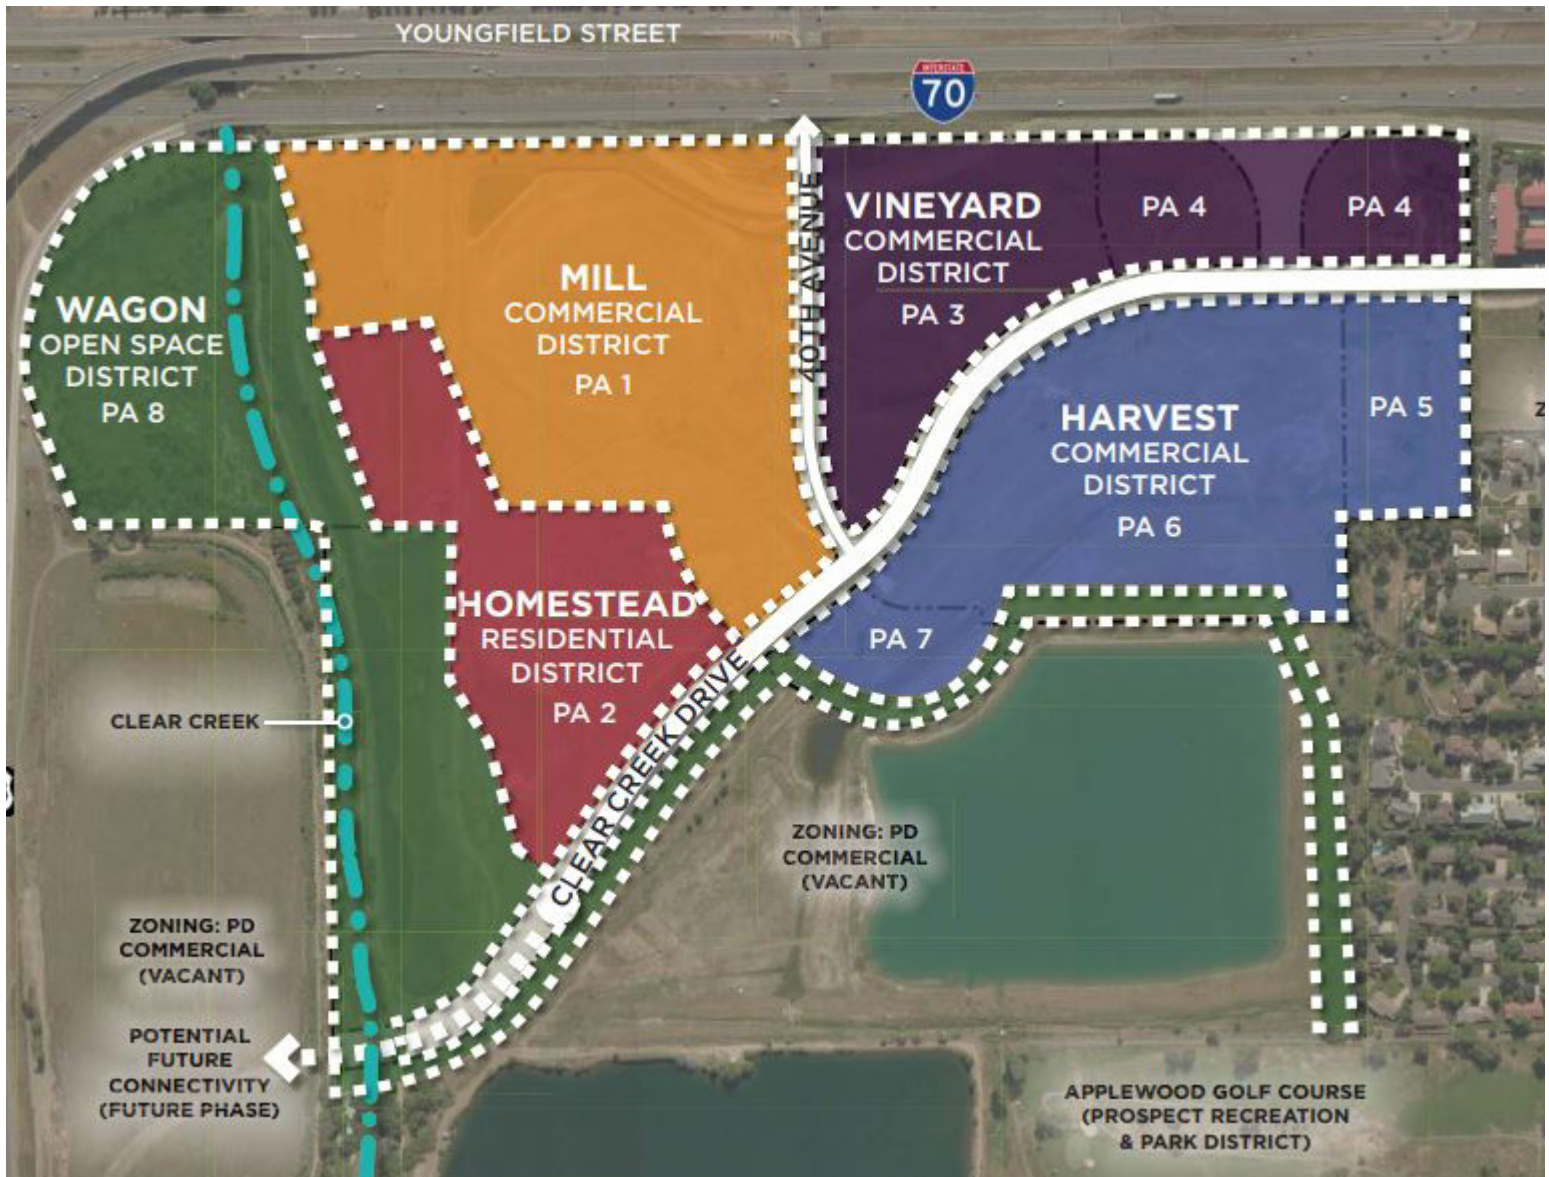 YOUNGFIELD STREET
INTERSTATE
70
WAGON
OPEN SPACE
DISTRICT
PA 8
MILL
COMMERCIAL
DISTRICT
PA 1
40TH AVENUE
VINEYARD
COMMERCIAL
DISTRICT
PA 3
PA 4
PA 4
HARVEST
COMMERCIAL
DISTRICT
PA 6
PA 5
PA 7
HOMESTEAD
RESIDENTIAL
DISTRICT
PA 2
CLEAR CREEK
CLEAR CREEK DRIVE
ZONING: PD
COMMERCIAL
(VACANT)
ZONING: PD
COMMERCIAL
(VACANT)
POTENTIAL
FUTURE
CONNECTIVITY
(FUTURE PHASE)
APPLEWOOD GOLF COURSE
(PROSPECT RECREATION
& PARK DISTRICT)